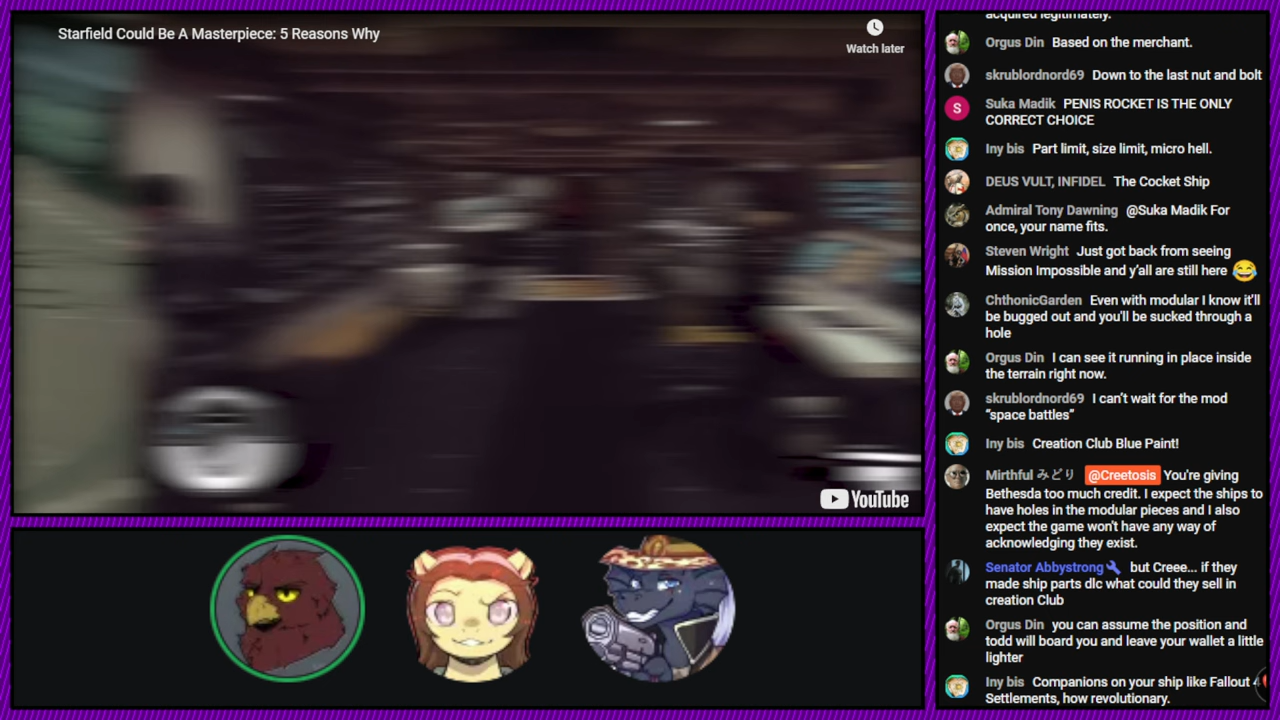 Starfield Could Be A Masterpiece: 5 Reasons Why
Watch later
YouTube
acquired legitimately.
Orgus Din Based on the merchant.
skrublordnord69 Down to the last nut and bolt
S
Suka Madik PENIS ROCKET IS THE ONLY
CORRECT CHOICE
Iny bis Part limit, size limit, micro hell.
DEUS VULT, INFIDEL The Cocket Ship
Admiral Tony Dawning @Suka Madik For
once, your name fits.
Steven Wright Just got back from seeing
Mission Impossible and y'all are still here 😂
ChthonicGarden Even with modular I know it'll
be bugged out and you'll be sucked through a
hole
Orgus Din I can see it running in place inside
the terrain right now.
skrublordnord69 I can't wait for the mod
“space battles”
Iny bis Creation Club Blue Paint!
Mirthful みどり @Creetosis You're giving
Bethesda too much credit. I expect the ships to
have holes in the modular pieces and I also
expect the game won't have any way of
acknowledging they exist.
Senator Abbystrong but Creee... if they
made ship parts dlc what could they sell in
creation Club
Orgus Din you can assume the position and
todd will board you and leave your wallet a little
lighter
Iny bis Companions on your ship like Fallout 4
Settlements, how revolutionary.